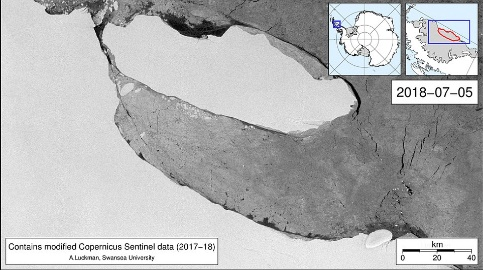 2018-07-05
Contains modified Copernicus Sentinel data (2017-18)
A.Luckman, Swansea University
km
0 20 40